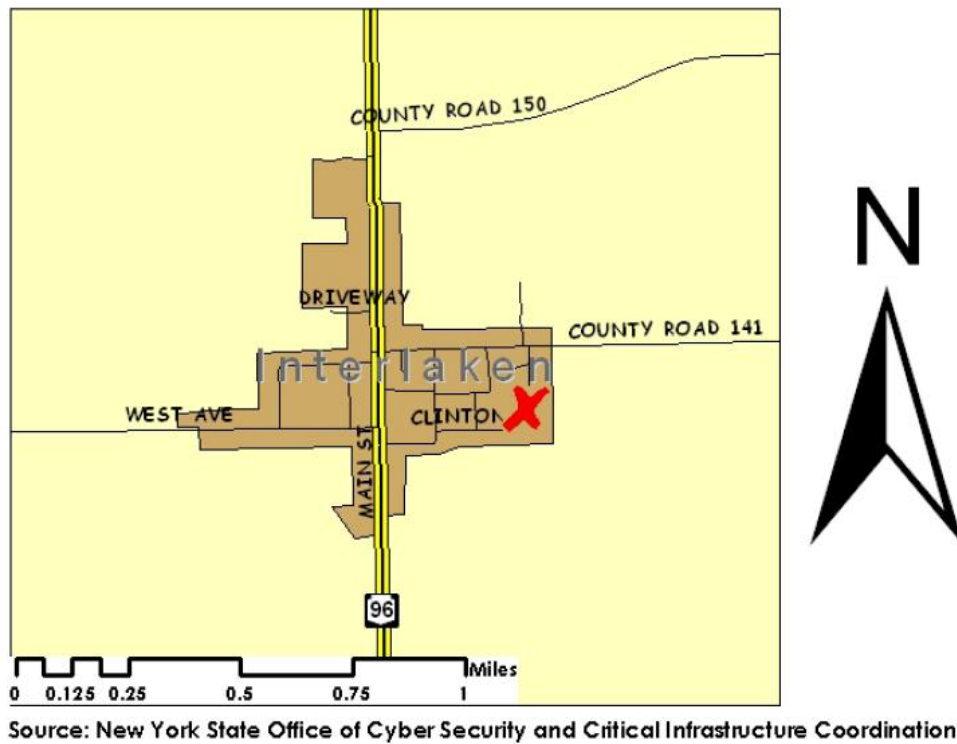 COUNTY ROAD 150
N
DRIVEWAY
COUNTY ROAD 141
Interlaken
WEST AVE
CLINTON
MAIN ST
96
Miles
0 0.125 0.25 0.5 0.75 1
Source: New York State Office of Cyber Security and Critical Infrastructure Coordination